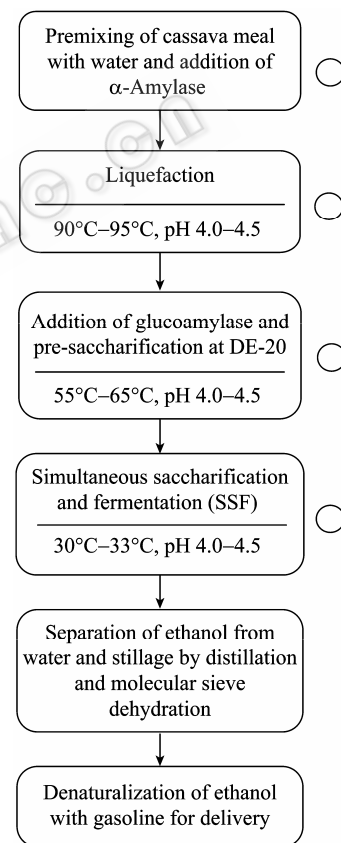 Premixing of cassava meal
with water and addition of
α-Amylase
Liquefaction
90°C–95°C, pH 4.0–4.5
Addition of glucoamylase and
pre-saccharification at DE-20
55°C–65°C, pH 4.0–4.5
Simultaneous saccharification
and fermentation (SSF)
30°C–33°C, pH 4.0–4.5
Separation of ethanol from
water and stillage by distillation
and molecular sieve
dehydration
Denaturalization of ethanol
with gasoline for delivery